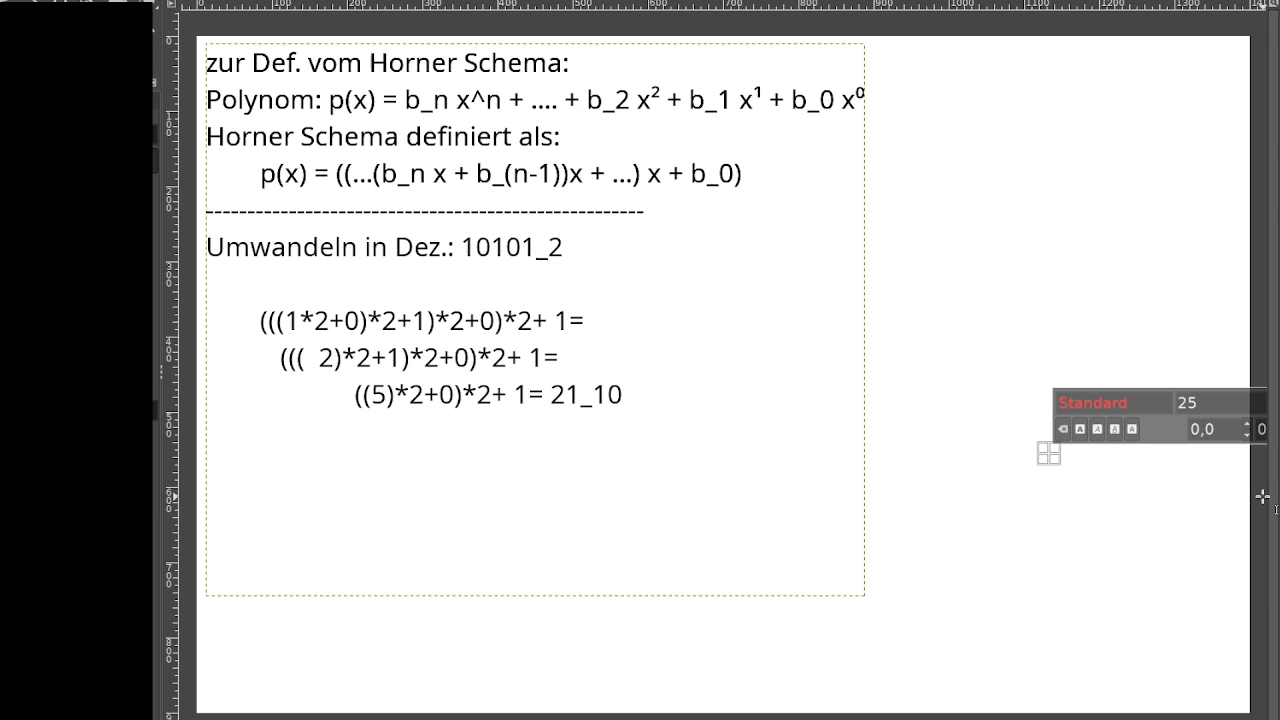 zur Def. vom Horner Schema:
Polynom: p(x) = b_n x^n + .... + b_2 x² + b_1 x¹ + b_0 x⁰
Horner Schema definiert als:
p(x) = ((...(b_n x + b_(n-1))x + ...) x + b_0)
-----------------------------------------------------
Umwandeln in Dez.: 10101_2
(((1*2+0)*2+1)*2+0)*2+ 1=
((( 2)*2+1)*2+0)*2+ 1=
((5)*2+0)*2+ 1= 21_10
Standard 25
0,0 0